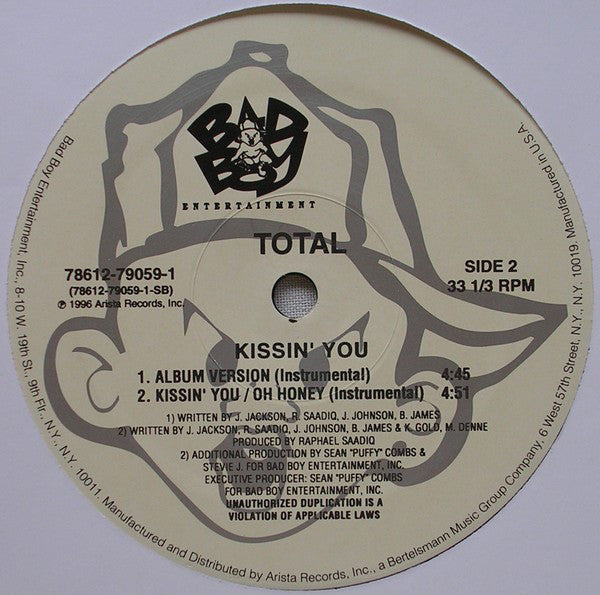 BAD
BOY
ENTERTAINMENT
TOTAL
78612-79059-1
(78612-79059-1-SB)
℗ 1996 Arista Records, Inc.
SIDE 2
33 1/3 RPM
KISSIN' YOU
1. ALBUM VERSION (Instrumental) 4:45
2. KISSIN' YOU / OH HONEY (Instrumental) 4:51
1) WRITTEN BY J. JACKSON, R. SAADIQ, J. JOHNSON, B. JAMES
2) WRITTEN BY J. JACKSON, R. SAADIQ, J. JOHNSON, B. JAMES & K. GOLD, M. DENNE
PRODUCED BY RAPHAEL SAADIQ
2) ADDITIONAL PRODUCTION BY SEAN "PUFFY" COMBS &
STEVIE J. FOR BAD BOY ENTERTAINMENT, INC.
EXECUTIVE PRODUCER: SEAN "PUFFY" COMBS
FOR BAD BOY ENTERTAINMENT, INC.
UNAUTHORIZED DUPLICATION IS A
VIOLATION OF APPLICABLE LAWS
Bad Boy Entertainment, Inc., 8-10 W. 19th St., 9th Flr., N.Y., N.Y. 10011. Manufactured and Distributed by Arista Records, Inc., a Bertelsmann Music Group Company, 6 West 57th Street, N.Y., N.Y. 10019. Manufactured in U.S.A.